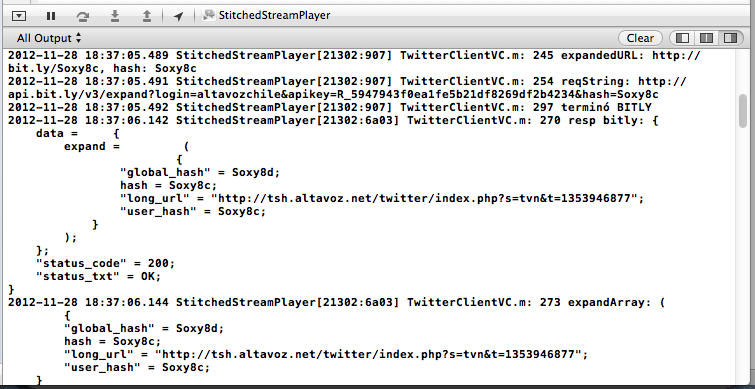 StitchedStreamPlayer
All Output
Clear
2012-11-28 18:37:05.489 StitchedStreamPlayer[21302:907] TwitterClientVC.m: 245 expandedURL: http://
bit.ly/Soxy8c, hash: Soxy8c
2012-11-28 18:37:05.491 StitchedStreamPlayer[21302:907] TwitterClientVC.m: 254 reqString: http://
api.bit.ly/v3/expand?login=altavozchile&apikey=R_5947943f0ea1fe5b21df8269df2b4234&hash=Soxy8c
2012-11-28 18:37:05.492 StitchedStreamPlayer[21302:907] TwitterClientVC.m: 297 terminó BITLY
2012-11-28 18:37:06.142 StitchedStreamPlayer[21302:6a03] TwitterClientVC.m: 270 resp bitly: {
    data =     {
        expand =         (
                        {
                "global_hash" = Soxy8d;
                hash = Soxy8c;
                "long_url" = "http://tsh.altavoz.net/twitter/index.php?s=tvn&t=1353946877";
                "user_hash" = Soxy8c;
            }
        );
    };
    "status_code" = 200;
    "status_txt" = OK;
}
2012-11-28 18:37:06.144 StitchedStreamPlayer[21302:6a03] TwitterClientVC.m: 273 expandArray: (
        {
        "global_hash" = Soxy8d;
        hash = Soxy8c;
        "long_url" = "http://tsh.altavoz.net/twitter/index.php?s=tvn&t=1353946877";
        "user_hash" = Soxy8c;
    }